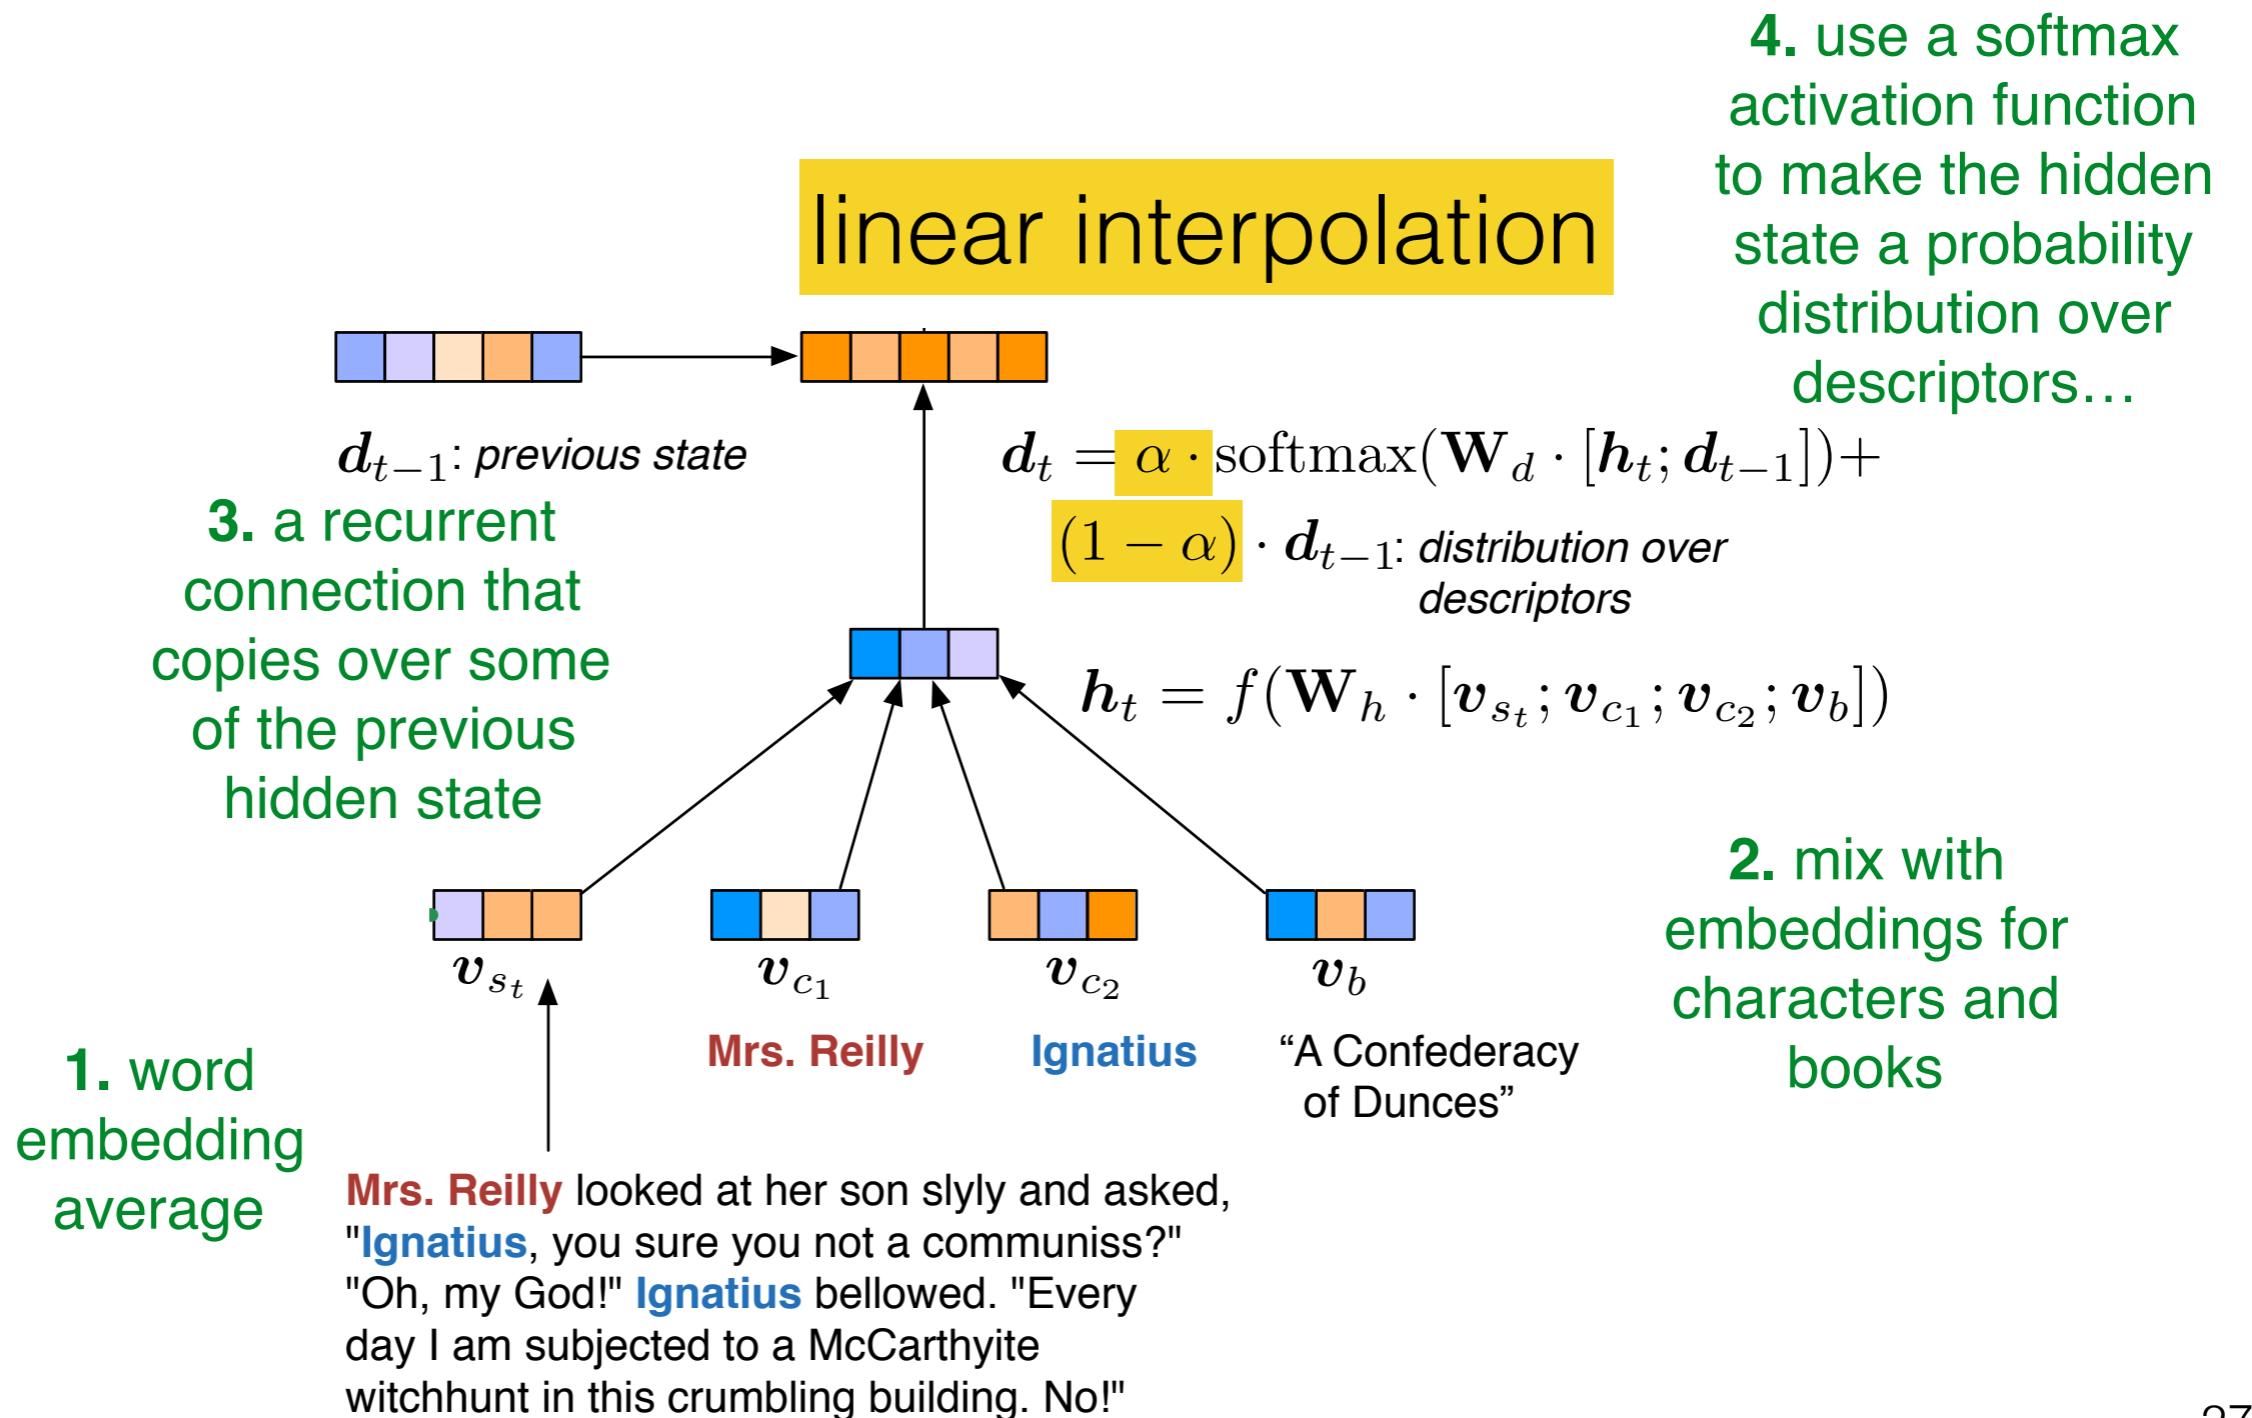 4. use a softmax
activation function
to make the hidden
state a probability
distribution over
descriptors…
linear interpolation
d_{t−1}: previous state
d_t = α · softmax(W_d · [h_t; d_{t−1}])+
(1 − α) · d_{t−1}: distribution over
descriptors
3. a recurrent
connection that
copies over some
of the previous
hidden state
h_t = f(W_h · [v_{s_t}; v_{c_1}; v_{c_2}; v_b])
2. mix with
embeddings for
characters and
books
v_{s_t} v_{c_1} v_{c_2} v_b
Mrs. Reilly Ignatius “A Confederacy
of Dunces”
1. word
embedding
average
Mrs. Reilly looked at her son slyly and asked,
"Ignatius, you sure you not a communiss?"
"Oh, my God!" Ignatius bellowed. "Every
day I am subjected to a McCarthyite
witchhunt in this crumbling building. No!"
27